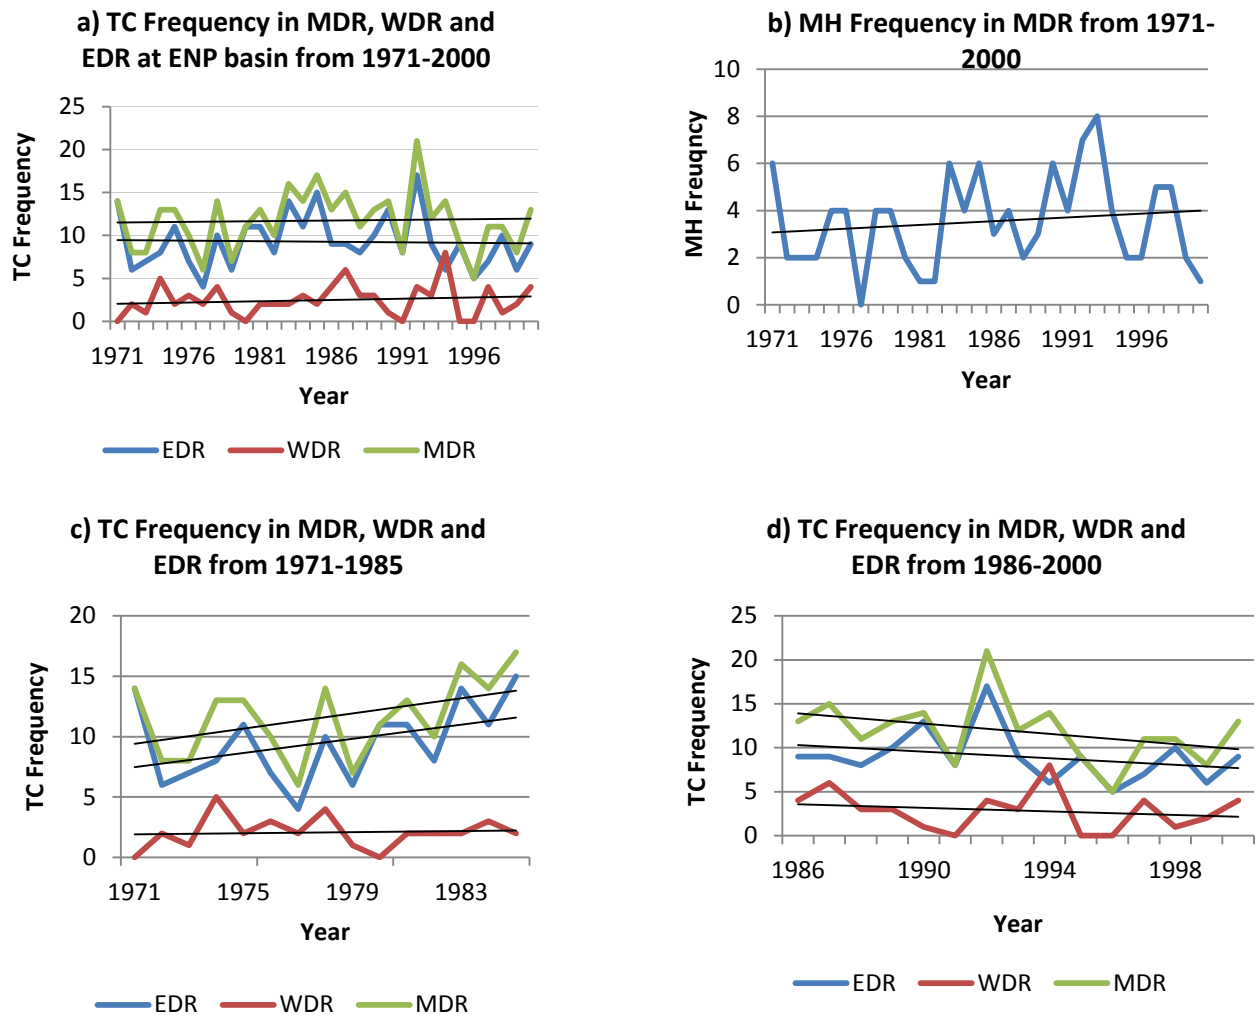 a) TC Frequency in MDR, WDR and
EDR at ENP basin from 1971-2000
25
20
15
10
5
0
TC Frequency
1971 1976 1981 1986 1991 1996
Year
EDR WDR MDR
b) MH Frequency in MDR from 1971-
2000
10
8
6
4
2
0
MH Freuqncy
1971 1976 1981 1986 1991 1996
Year
c) TC Frequency in MDR, WDR and
EDR from 1971-1985
20
15
10
5
0
TC Frequency
1971 1975 1979 1983
Year
EDR WDR MDR
d) TC Frequency in MDR, WDR and
EDR from 1986-2000
25
20
15
10
5
0
TC Frequency
1986 1990 1994 1998
Year
EDR WDR MDR